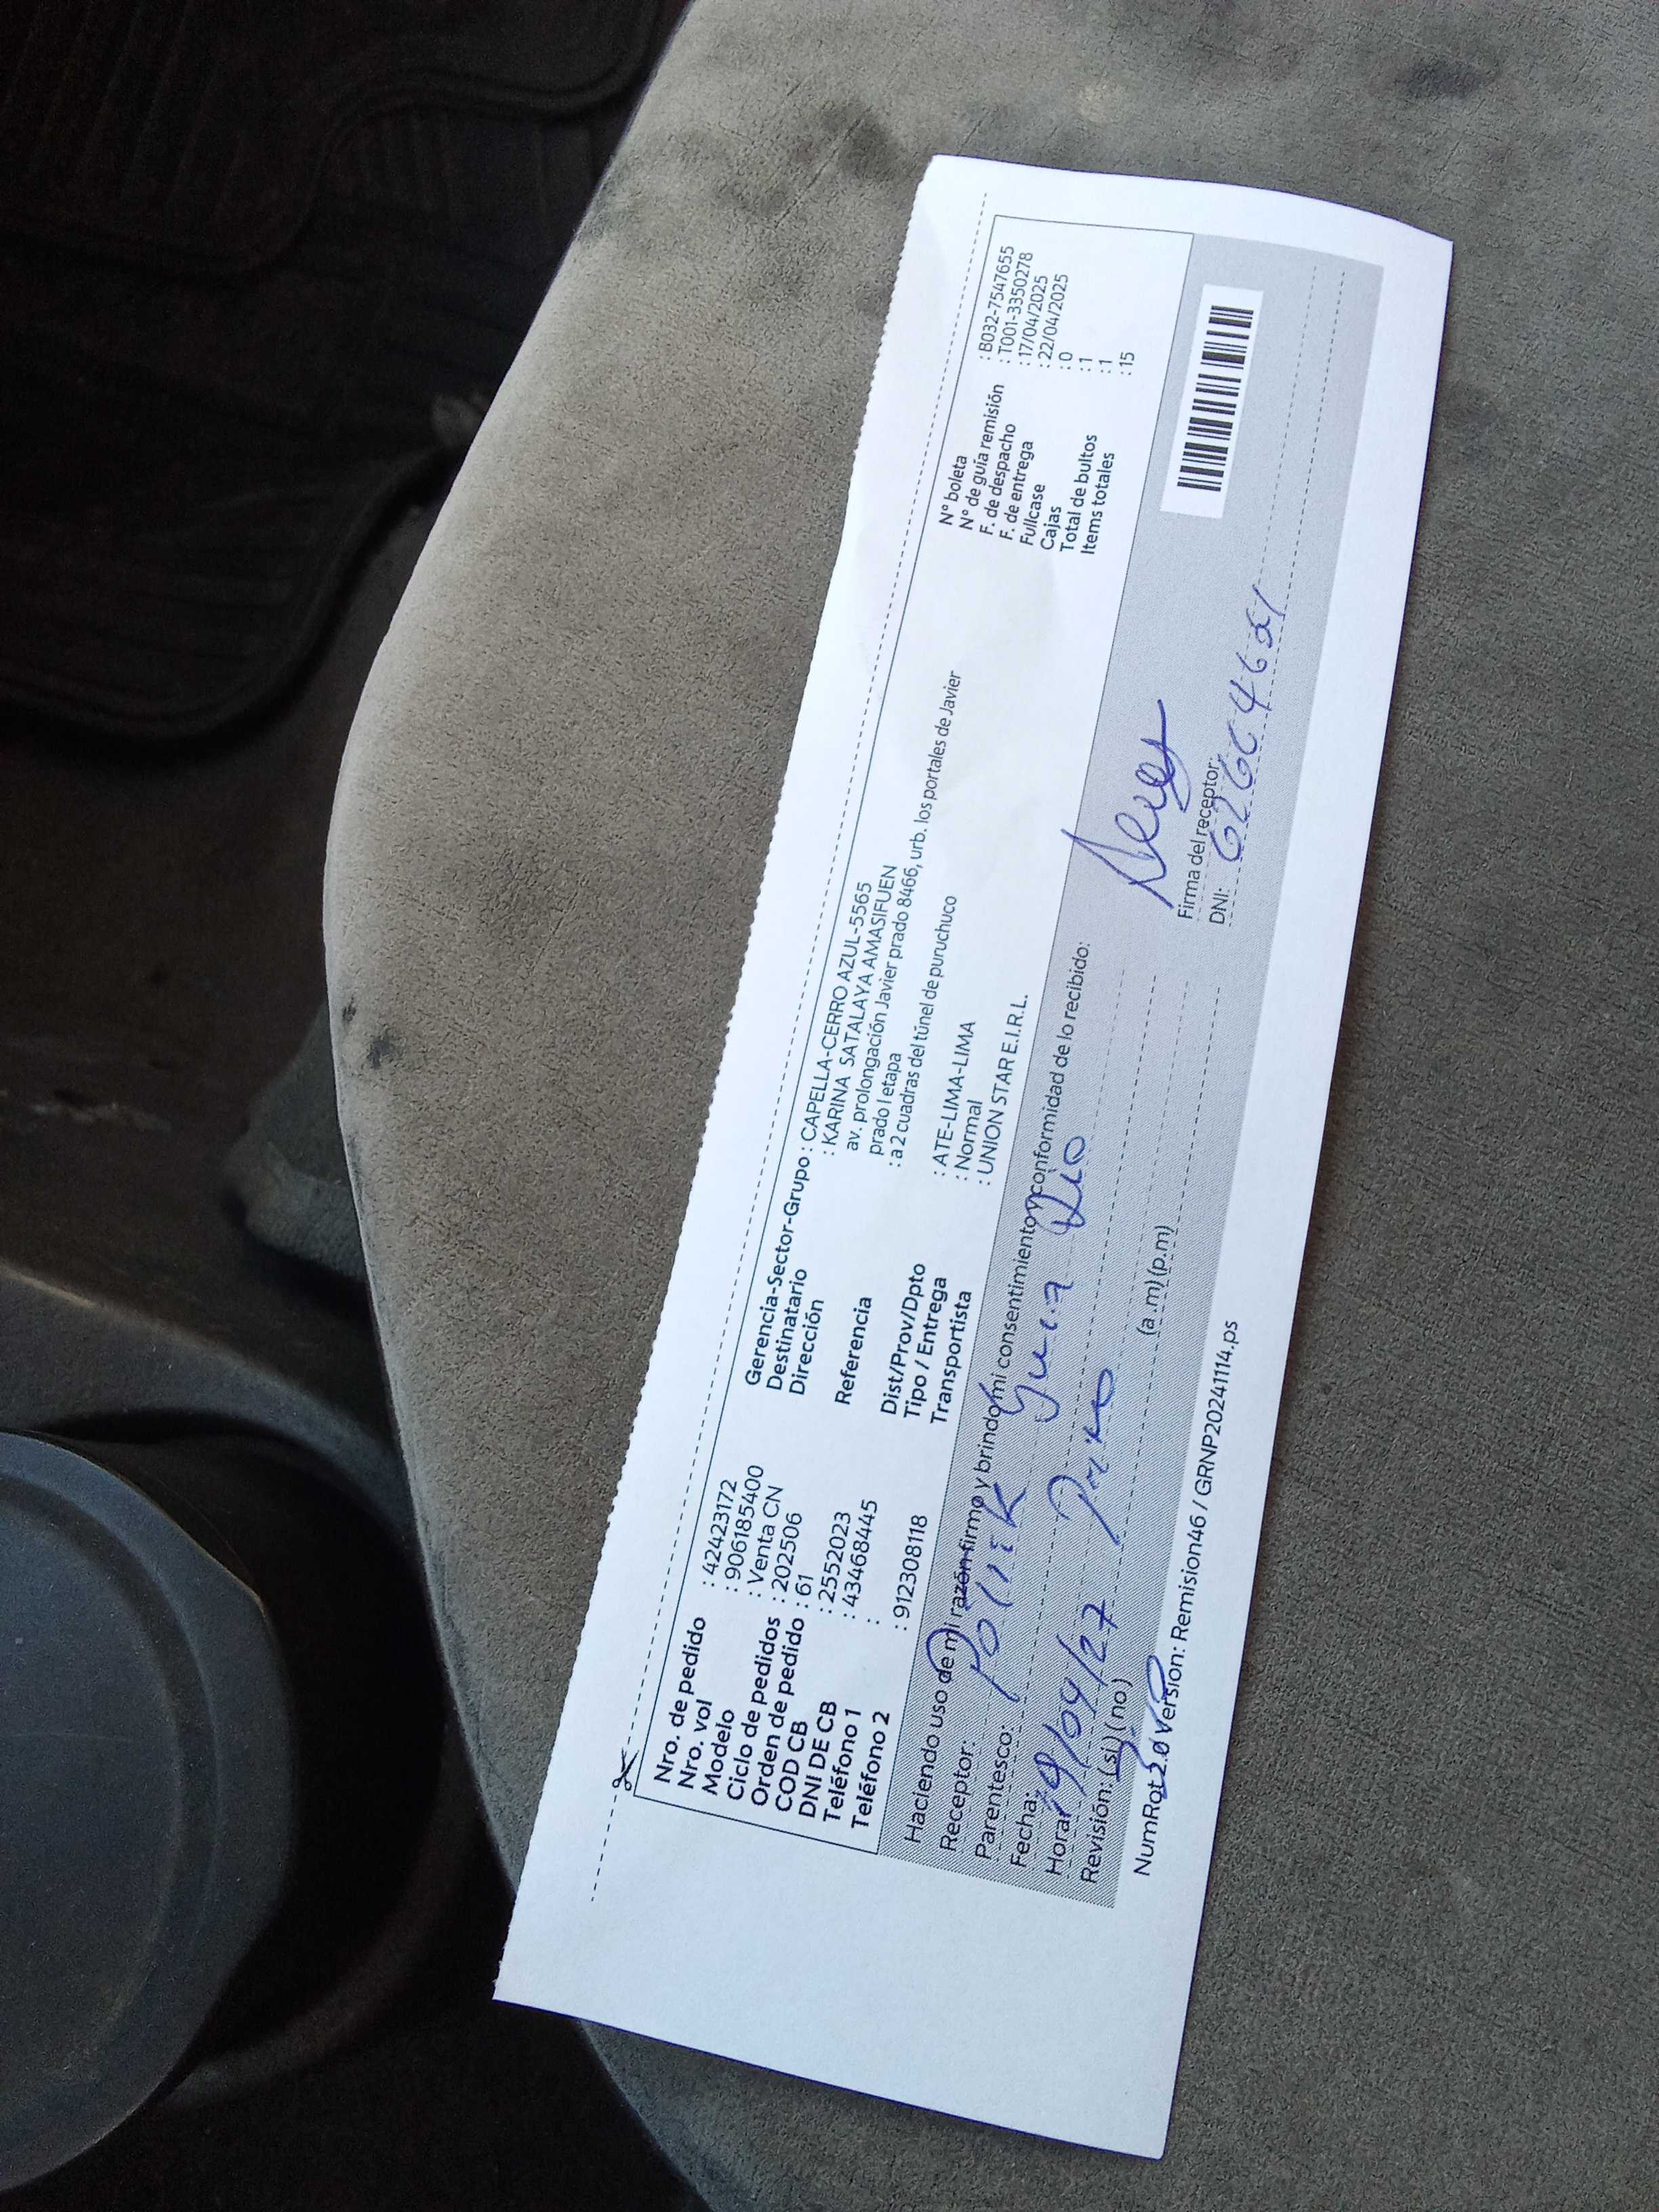 Nro. de pedido : 42423172
Nro. vol : 906185400
Modelo : Venta CN
Ciclo de pedidos : 202506
Orden de pedido : 61
COD CB : 2552023
DNI DE CB : 43468445
Teléfono 1 :
Teléfono 2 : 912308118
Gerencia-Sector-Grupo : CAPELLA-CERRO AZUL-5565
Destinatario : KARINA SATALAYA AMASIFUEN
Dirección av. prolongación Javier prado 8466, urb. los portales de Javier
prado I etapa
Referencia : a 2 cuadras del túnel de puruchuco
Dist/Prov/Dpto : ATE-LIMA-LIMA
Tipo / Entrega : Normal
Transportista : UNION STAR E.I.R.L.
N° boleta : B032-7547655
N° de guía remisión : T001-3350278
F. de despacho : 17/04/2025
F. de entrega : 22/04/2025
Fullcase : 0
Cajas : 1
Total de bultos : 1
Items totales : 15
Haciendo uso de mi razón firmo y brindo mi consentimiento y conformidad de lo recibido:
Receptor:
Parentesco:
Fecha:
Hora: (a .m) (p.m)
Revisión: (si) (no)
Firma del receptor:
DNI:
NumRot2.0 Version: Remision46 / GRNP20241114.ps